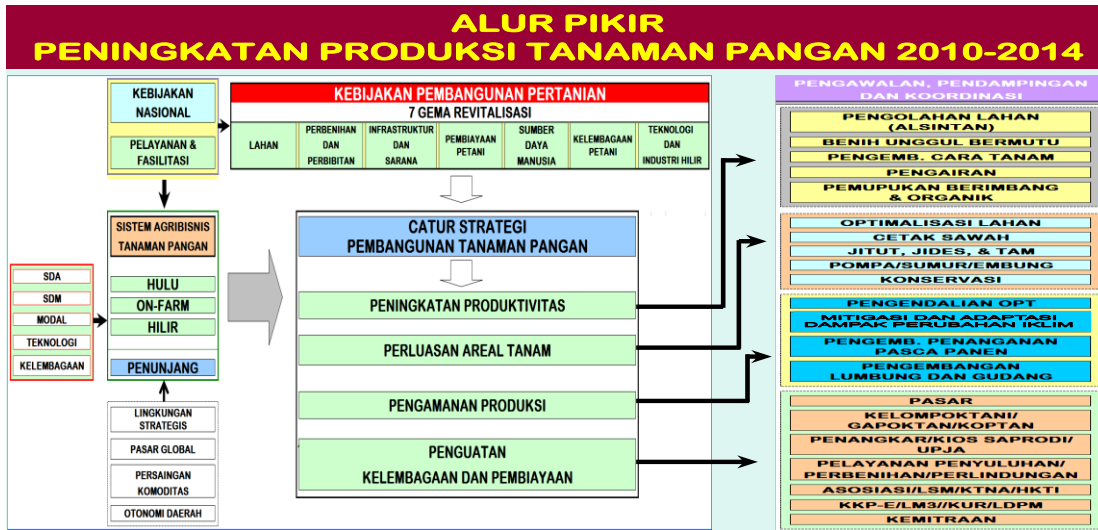 ALUR PIKIR
PENINGKATAN PRODUKSI TANAMAN PANGAN 2010-2014
KEBIJAKAN
NASIONAL
PELAYANAN &
FASILITASI
KEBIJAKAN PEMBANGUNAN PERTANIAN
7 GEMA REVITALISASI
LAHAN
PERBENIHAN
DAN
PERBIBITAN
INFRASTRUKTUR
DAN
SARANA
PEMBIAYAAN
PETANI
SUMBER
DAYA
MANUSIA
KELEMBAGAAN
PETANI
TEKNOLOGI
DAN
INDUSTRI HILIR
SDA
SDM
MODAL
TEKNOLOGI
KELEMBAGAAN
SISTEM AGRIBISNIS
TANAMAN PANGAN
HULU
ON-FARM
HILIR
PENUNJANG
LINGKUNGAN
STRATEGIS
PASAR GLOBAL
PERSAINGAN
KOMODITAS
OTONOMI DAERAH
CATUR STRATEGI
PEMBANGUNAN TANAMAN PANGAN
PENINGKATAN PRODUKTIVITAS
PERLUASAN AREAL TANAM
PENGAMANAN PRODUKSI
PENGUATAN
KELEMBAGAAN DAN PEMBIAYAAN
PENGAWALAN, PENDAMPINGAN
DAN KOORDINASI
PENGOLAHAN LAHAN
(ALSINTAN)
BENIH UNGGUL BERMUTU
PENGEMB. CARA TANAM
PENGAIRAN
PEMUPUKAN BERIMBANG
& ORGANIK
OPTIMALISASI LAHAN
CETAK SAWAH
JITUT, JIDES, & TAM
POMPA/SUMUR/EMBUNG
KONSERVASI
PENGENDALIAN OPT
MITIGASI DAN ADAPTASI
DAMPAK PERUBAHAN IKLIM
PENGEMB. PENANGANAN
PASCA PANEN
PENGEMBANGAN
LUMBUNG DAN GUDANG
PASAR
KELOMPOKTANI/
GAPOKTAN/KOPTAN
PENANGKAR/KIOS SAPRODI/
UPJA
PELAYANAN PENYULUHAN/
PERBENIHAN/PERLINDUNGAN
ASOSIASI/LSM/KTNA/HKTI
KKP-E/LM3//KUR/LDPM
KEMITRAAN